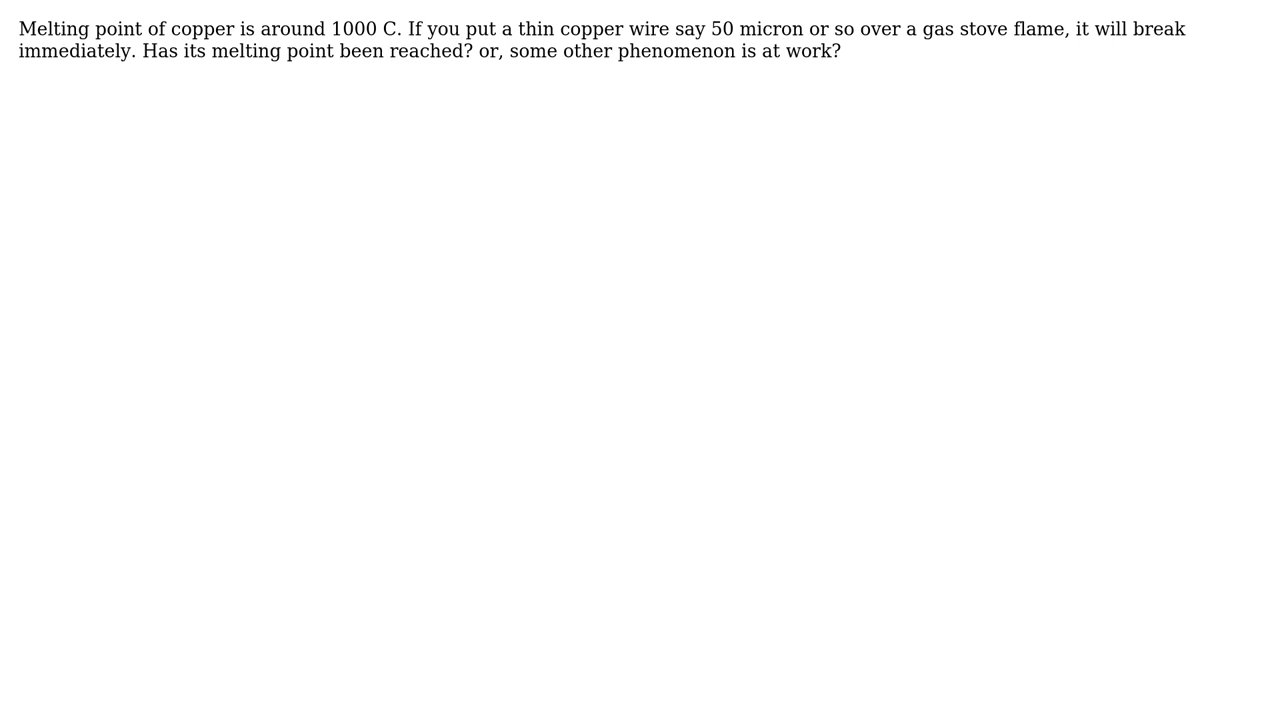 Melting point of copper is around 1000 C. If you put a thin copper wire say 50 micron or so over a gas stove flame, it will break
immediately. Has its melting point been reached? or, some other phenomenon is at work?